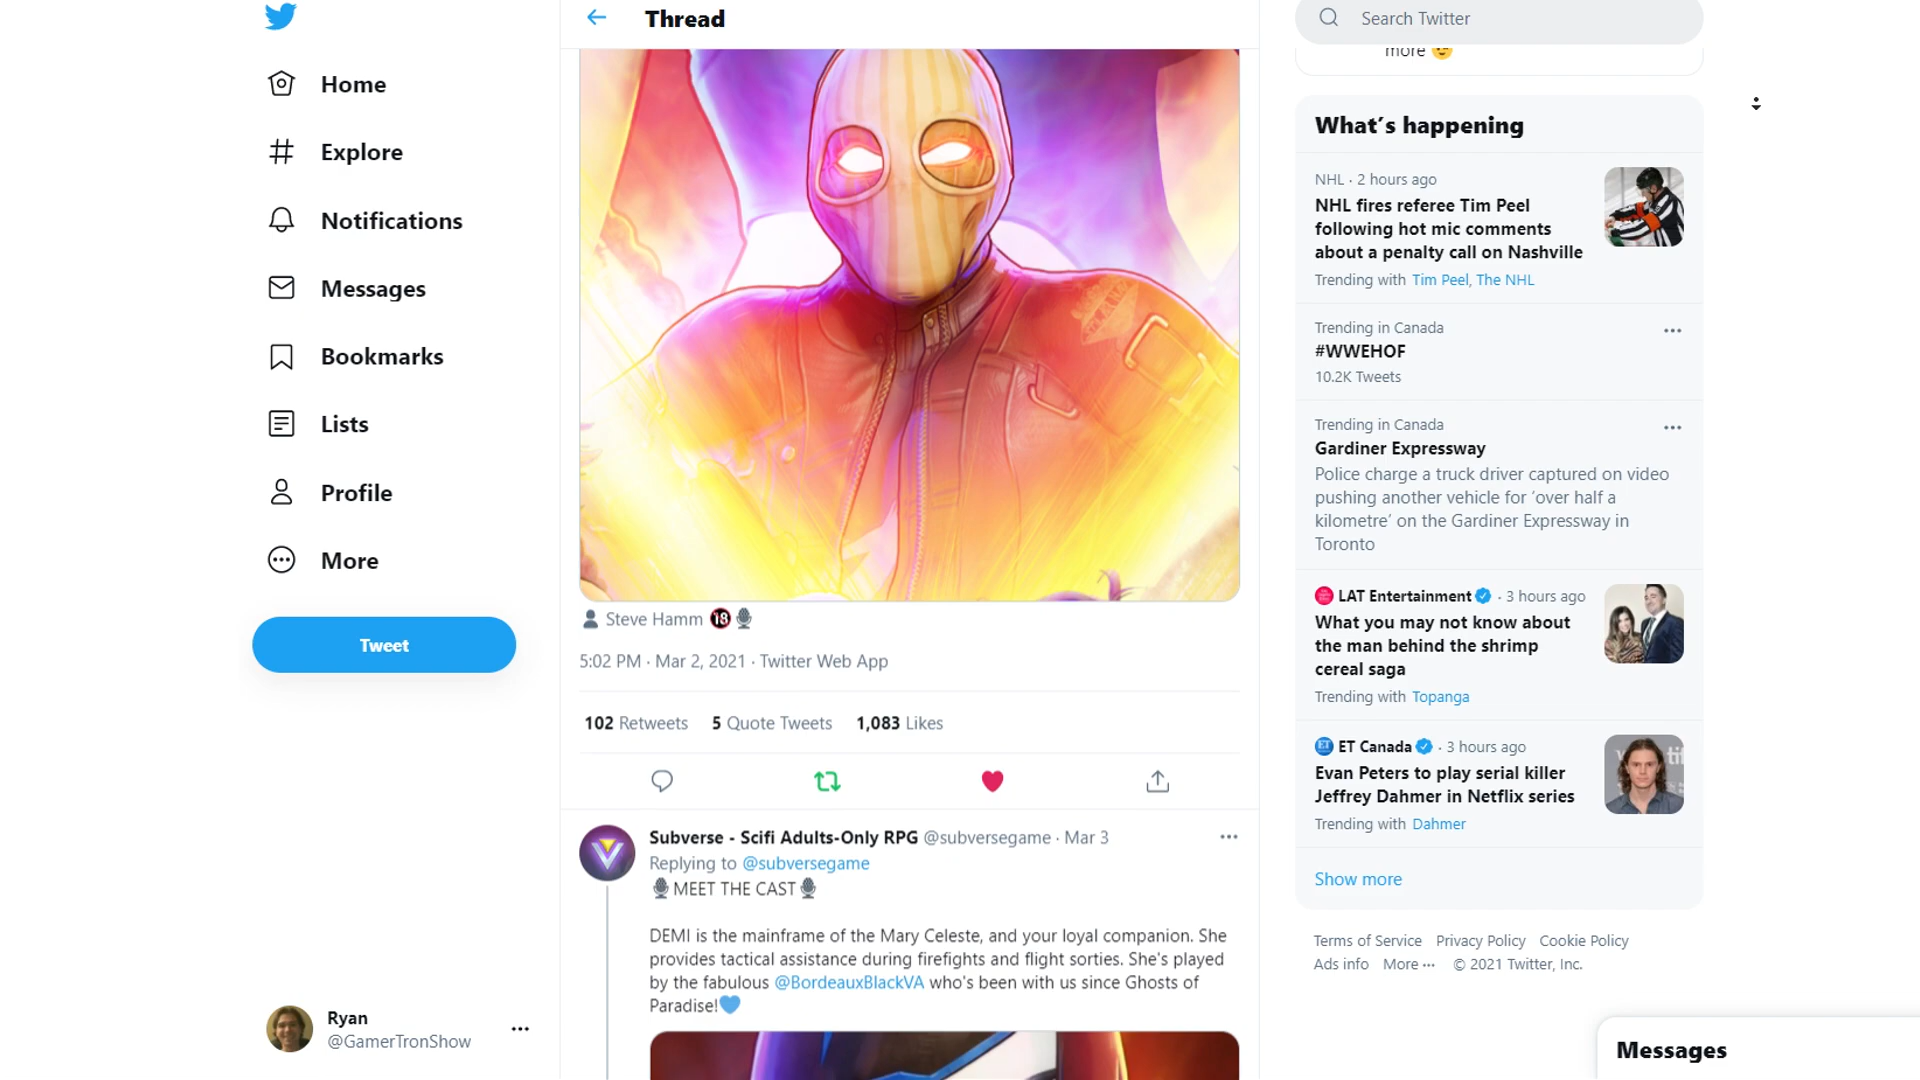 Home
Explore
Notifications
Messages
Bookmarks
Lists
Profile
More
Tweet
Ryan
@GamerTronShow
Thread
Steve Hamm 🔞🎙
5:02 PM · Mar 2, 2021 · Twitter Web App
102 Retweets 5 Quote Tweets 1,083 Likes
Subverse - Scifi Adults-Only RPG @subversegame · Mar 3
Replying to @subversegame
🎙MEET THE CAST🎙
DEMI is the mainframe of the Mary Celeste, and your loyal companion. She
provides tactical assistance during firefights and flight sorties. She's played
by the fabulous @BordeauxBlackVA who's been with us since Ghosts of
Paradise!💙
Search Twitter
more 😉
What's happening
NHL · 2 hours ago
NHL fires referee Tim Peel
following hot mic comments
about a penalty call on Nashville
Trending with Tim Peel, The NHL
Trending in Canada
#WWEHOF
10.2K Tweets
Trending in Canada
Gardiner Expressway
Police charge a truck driver captured on video
pushing another vehicle for 'over half a
kilometre' on the Gardiner Expressway in
Toronto
LAT Entertainment · 3 hours ago
What you may not know about
the man behind the shrimp
cereal saga
Trending with Topanga
ET Canada · 3 hours ago
Evan Peters to play serial killer
Jeffrey Dahmer in Netflix series
Trending with Dahmer
Show more
Terms of Service Privacy Policy Cookie Policy
Ads info More ··· © 2021 Twitter, Inc.
Messages